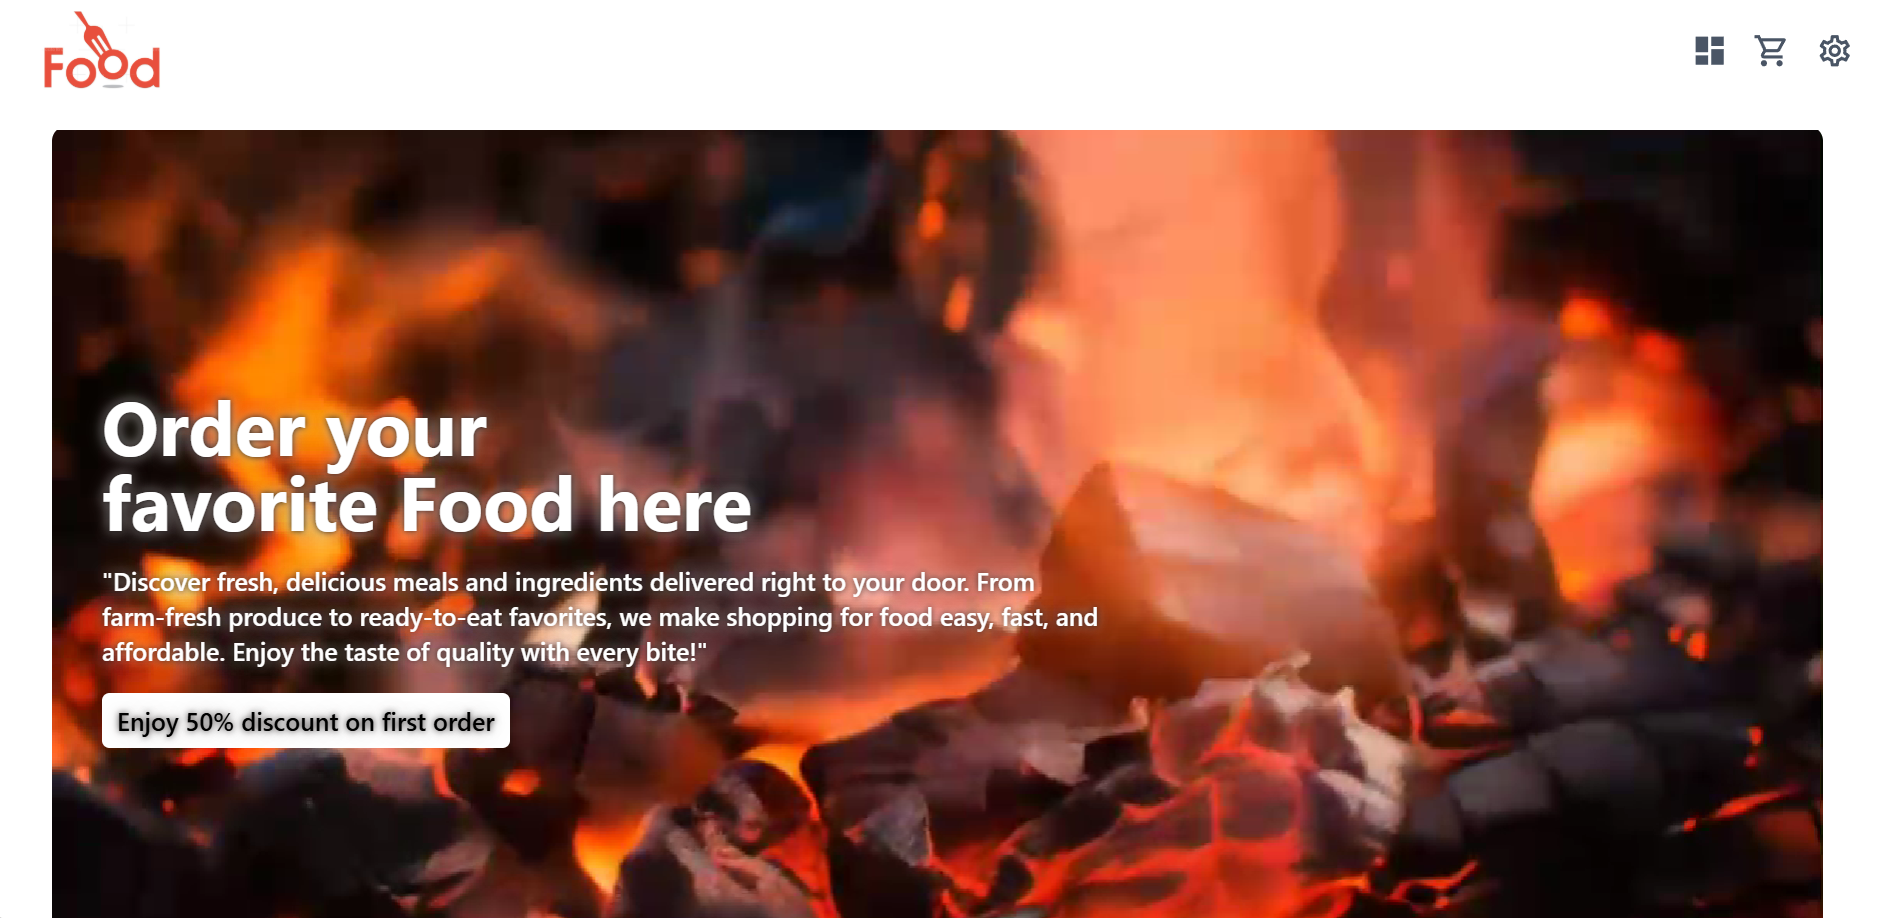 Food
Order your
favorite Food here
"Discover fresh, delicious meals and ingredients delivered right to your door. From
farm-fresh produce to ready-to-eat favorites, we make shopping for food easy, fast, and
affordable. Enjoy the taste of quality with every bite!"
Enjoy 50% discount on first order